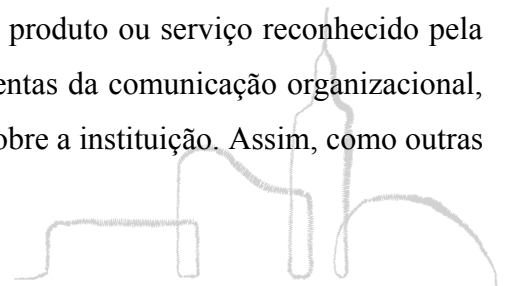 produto ou serviço reconhecido pela
entas da comunicação organizacional,
obre a instituição. Assim, como outras